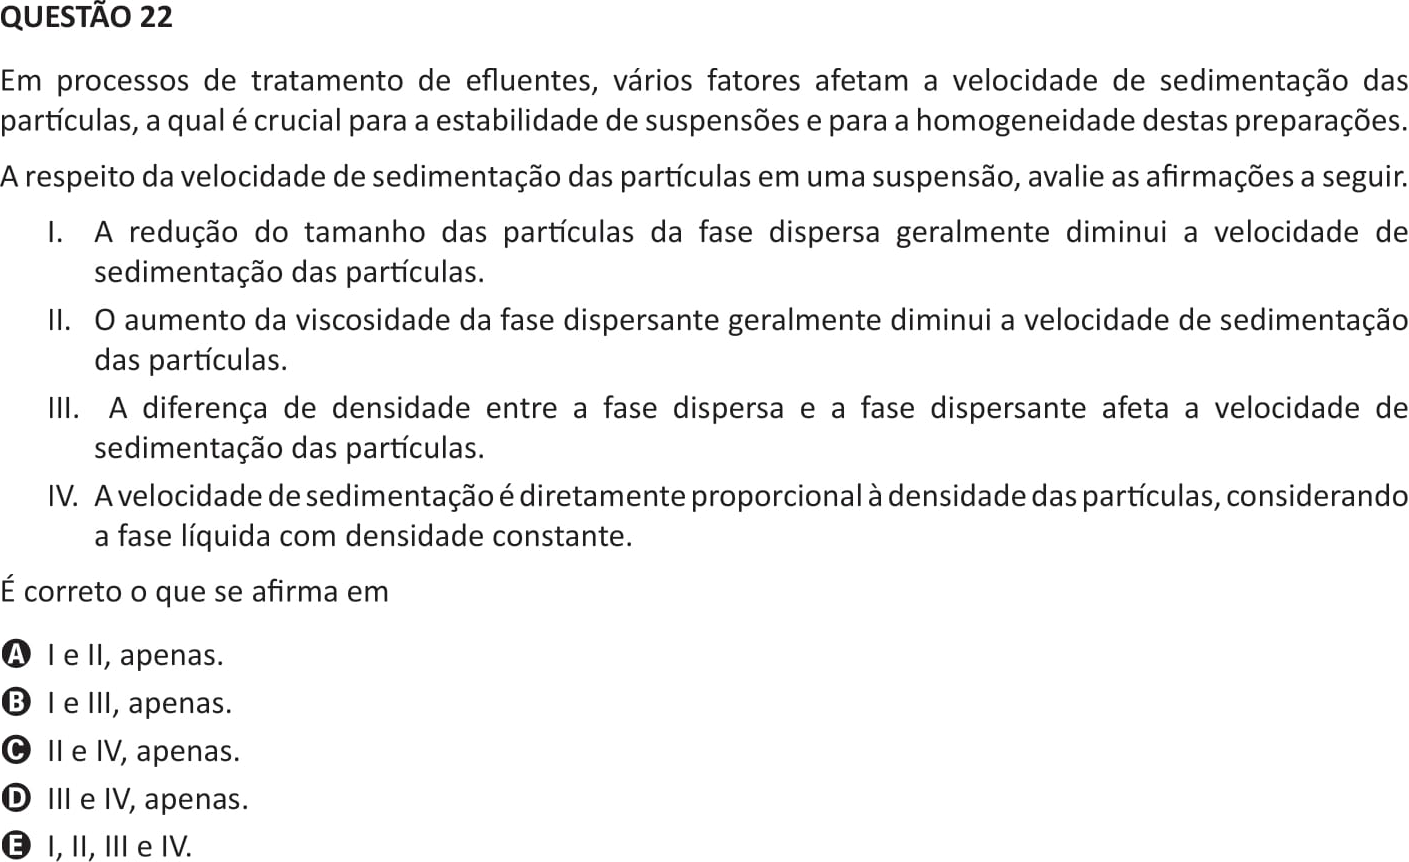 QUESTÃO 22
Em processos de tratamento de efluentes, vários fatores afetam a velocidade de sedimentação das
partículas, a qual é crucial para a estabilidade de suspensões e para a homogeneidade destas preparações.
A respeito da velocidade de sedimentação das partículas em uma suspensão, avalie as afirmações a seguir.
I. A redução do tamanho das partículas da fase dispersa geralmente diminui a velocidade de
sedimentação das partículas.
II. O aumento da viscosidade da fase dispersante geralmente diminui a velocidade de sedimentação
das partículas.
III. A diferença de densidade entre a fase dispersa e a fase dispersante afeta a velocidade de
sedimentação das partículas.
IV. A velocidade de sedimentação é diretamente proporcional à densidade das partículas, considerando
a fase líquida com densidade constante.
É correto o que se afirma em
A I e II, apenas.
B I e III, apenas.
C II e IV, apenas.
D III e IV, apenas.
E I, II, III e IV.